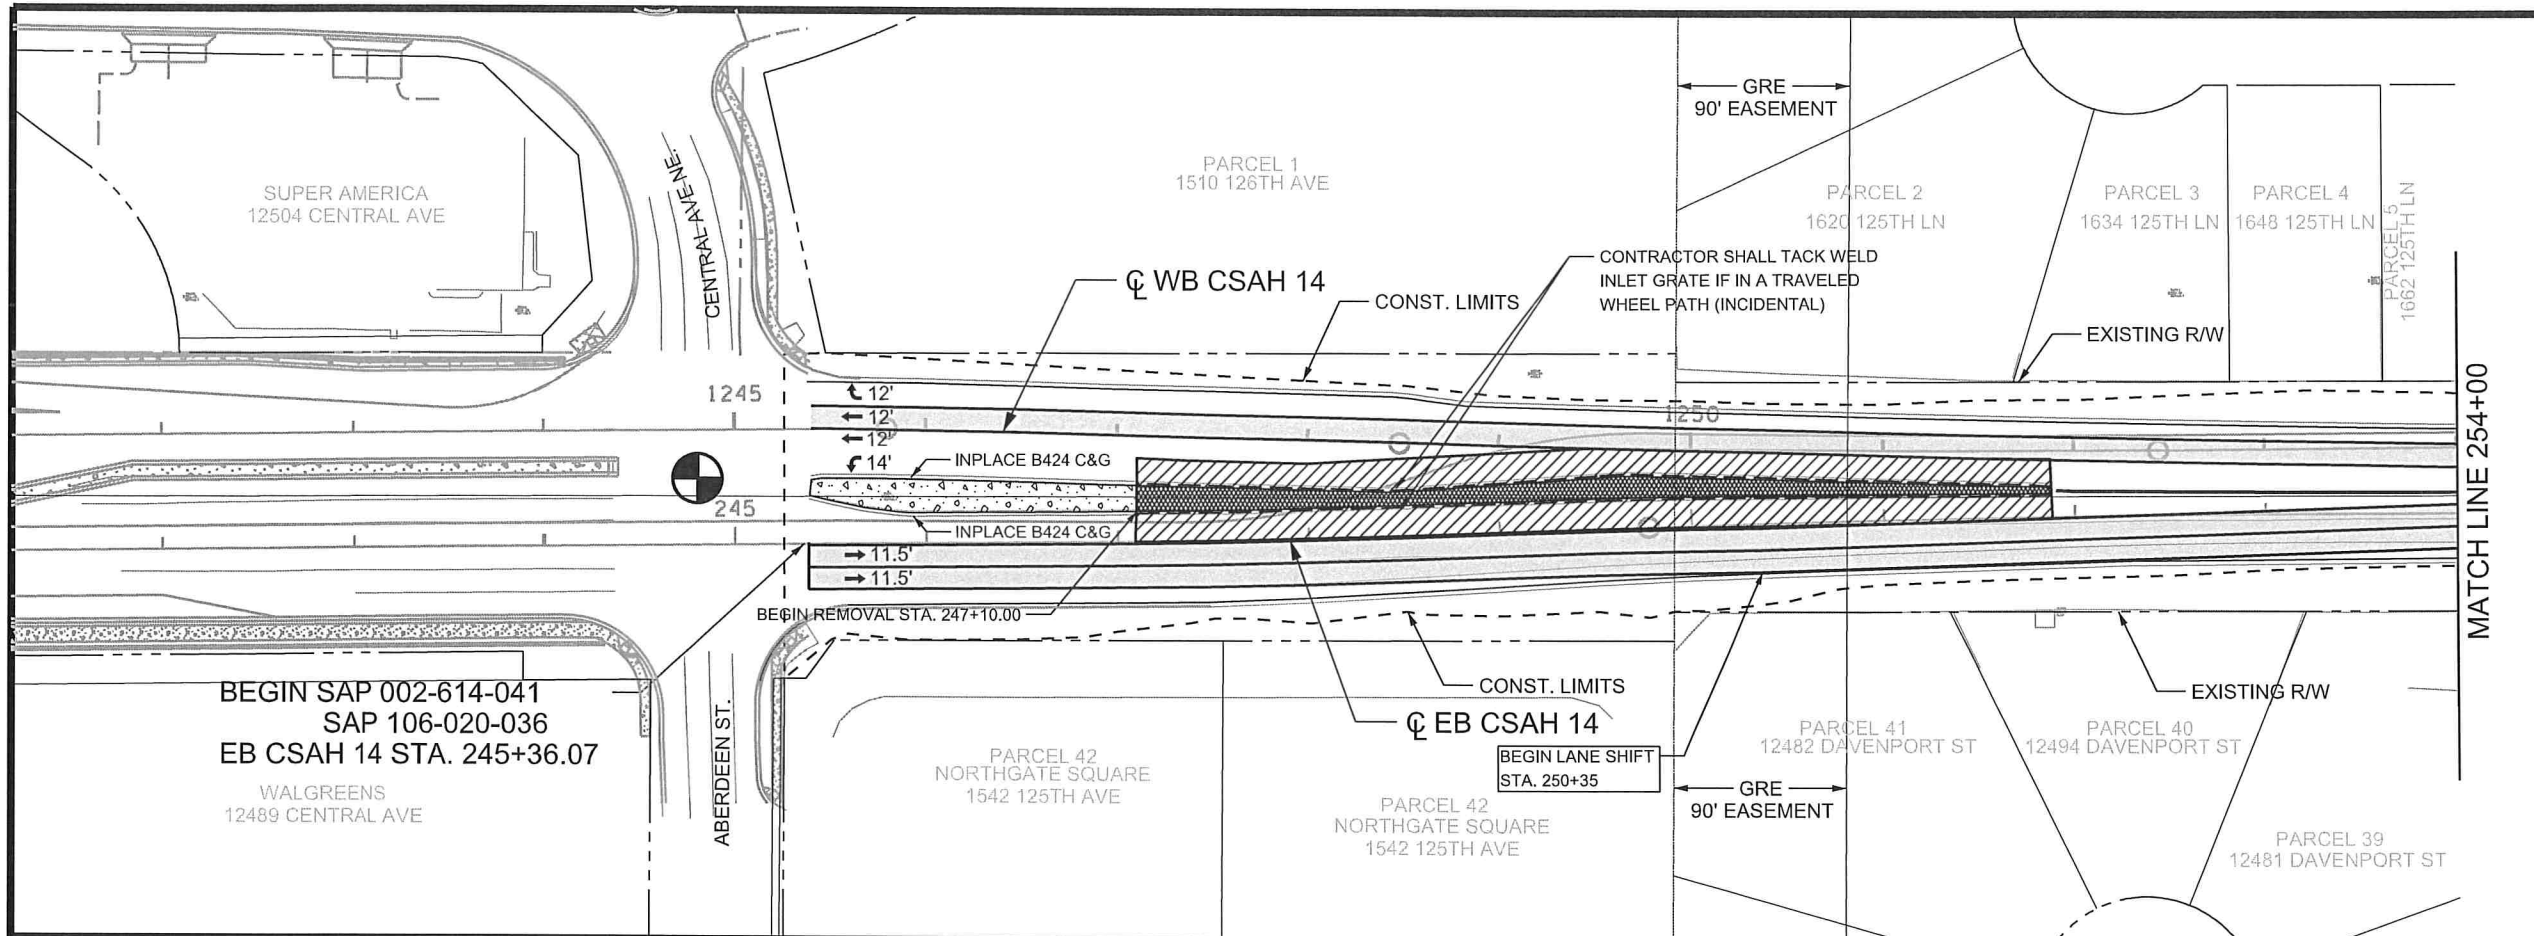 GRE
90' EASEMENT
PARCEL 1
1510 126TH AVE
SUPER AMERICA
12504 CENTRAL AVE
CENTRAL AVE NE.
PARCEL 2
1620 125TH LN
PARCEL 3
1634 125TH LN
PARCEL 4
1648 125TH LN
PARCEL 5
1662 125TH LN
CONTRACTOR SHALL TACK WELD
INLET GRATE IF IN A TRAVELED
WHEEL PATH (INCIDENTAL)
℄ WB CSAH 14
CONST. LIMITS
EXISTING R/W
1245
12'
12'
12'
14'
1250
INPLACE B424 C&G
245
INPLACE B424 C&G
11.5'
11.5'
MATCH LINE 254+00
BEGIN REMOVAL STA. 247+10.00
BEGIN SAP 002-614-041
SAP 106-020-036
EB CSAH 14 STA. 245+36.07
CONST. LIMITS
EXISTING R/W
℄ EB CSAH 14
ABERDEEN ST.
BEGIN LANE SHIFT
STA. 250+35
PARCEL 41
12482 DAVENPORT ST
PARCEL 40
12494 DAVENPORT ST
PARCEL 42
NORTHGATE SQUARE
1542 125TH AVE
WALGREENS
12489 CENTRAL AVE
GRE
90' EASEMENT
PARCEL 42
NORTHGATE SQUARE
1542 125TH AVE
PARCEL 39
12481 DAVENPORT ST